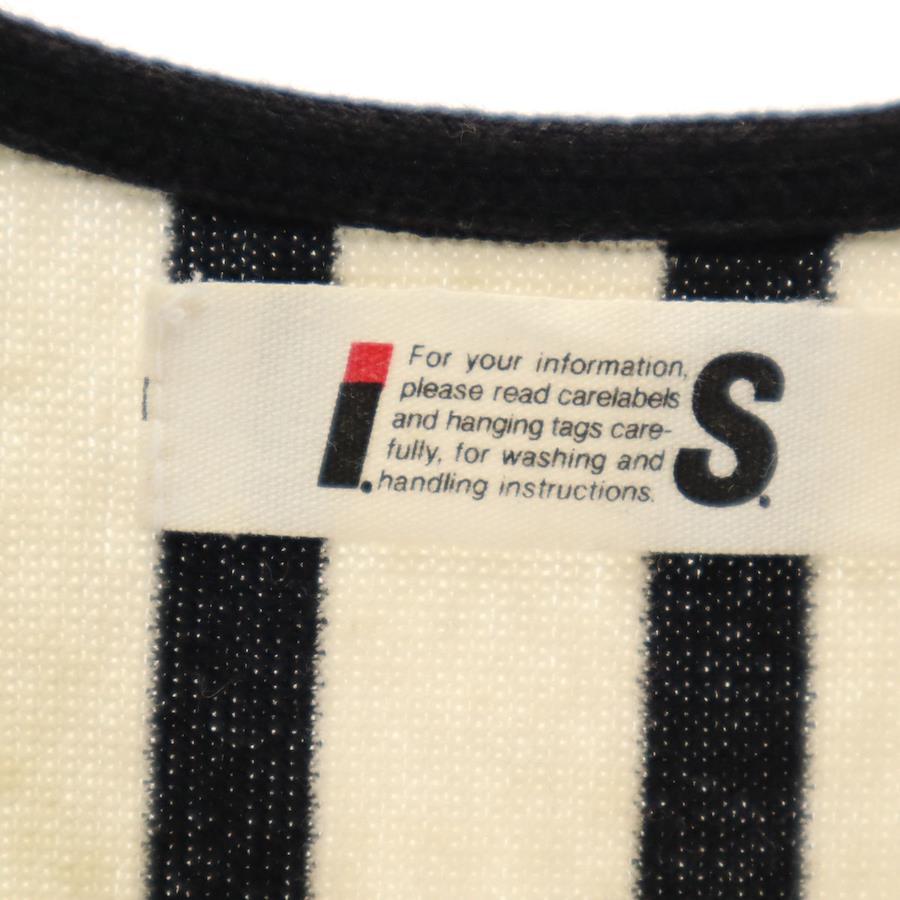 I.S.
For your information,
please read carelabels
and hanging tags care-
fully, for washing and
handling instructions.